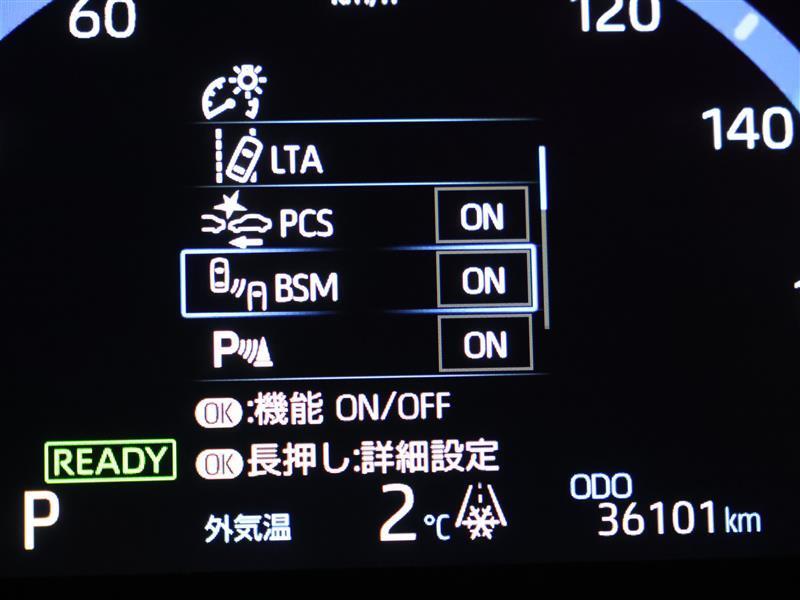 60
120
140
LTA
PCS ON
BSM ON
P ON
OK:機能 ON/OFF
OK長押し:詳細設定
READY
P
外気温 2℃
ODO
36101km